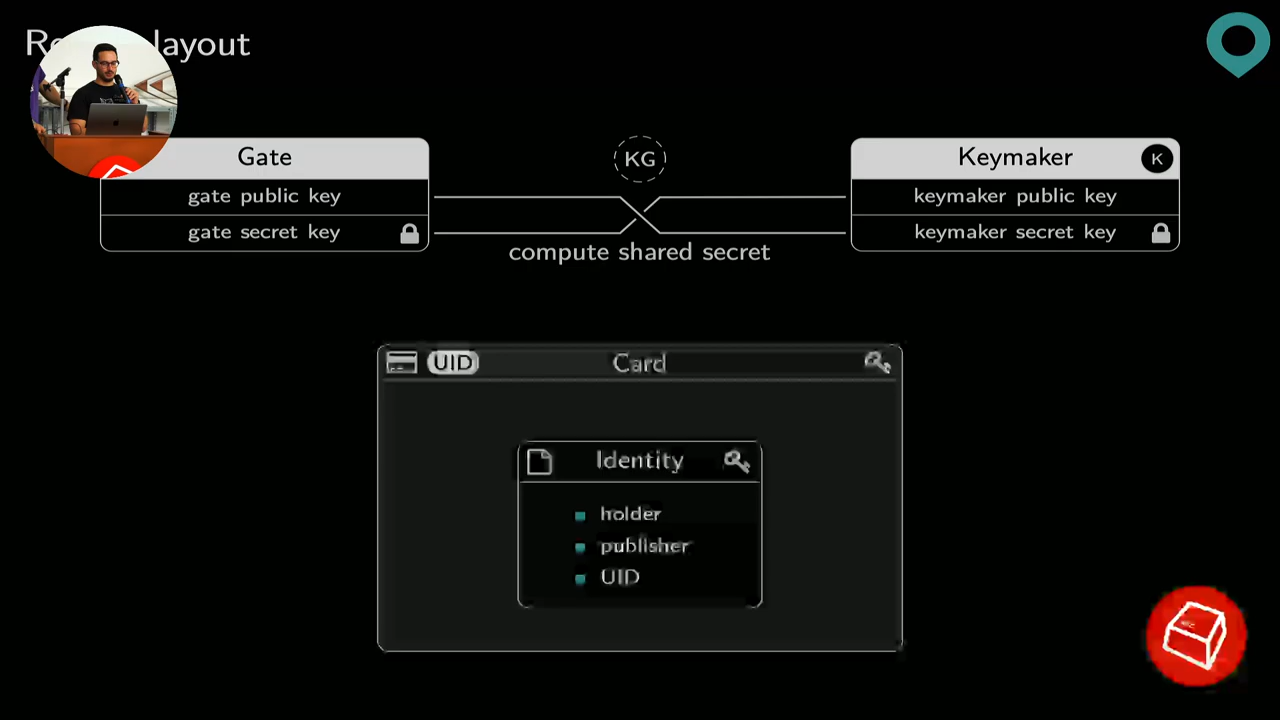 layout
Gate
gate public key
gate secret key
KG
compute shared secret
Keymaker
K
keymaker public key
keymaker secret key
UID
Card
Identity
holder
publisher
UID